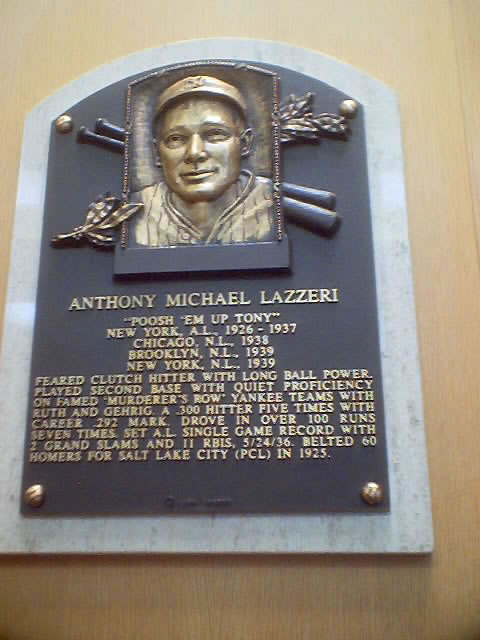 ANTHONY MICHAEL LAZZERI
"POOSH 'EM UP TONY"
NEW YORK, A.L., 1926 - 1937
CHICAGO, N.L., 1938
BROOKLYN, N.L., 1939
NEW YORK, N.L., 1939
FEARED CLUTCH HITTER WITH LONG BALL POWER.
PLAYED SECOND BASE WITH QUIET PROFICIENCY
ON FAMED 'MURDERER'S ROW' YANKEE TEAMS WITH
RUTH AND GEHRIG. A .300 HITTER FIVE TIMES WITH
CAREER .292 MARK. DROVE IN OVER 100 RUNS
SEVEN TIMES. SET A.L. SINGLE GAME RECORD WITH
2 GRAND SLAMS AND 11 RBIS, 5/24/36. BELTED 60
HOMERS FOR SALT LAKE CITY (PCL) IN 1925.